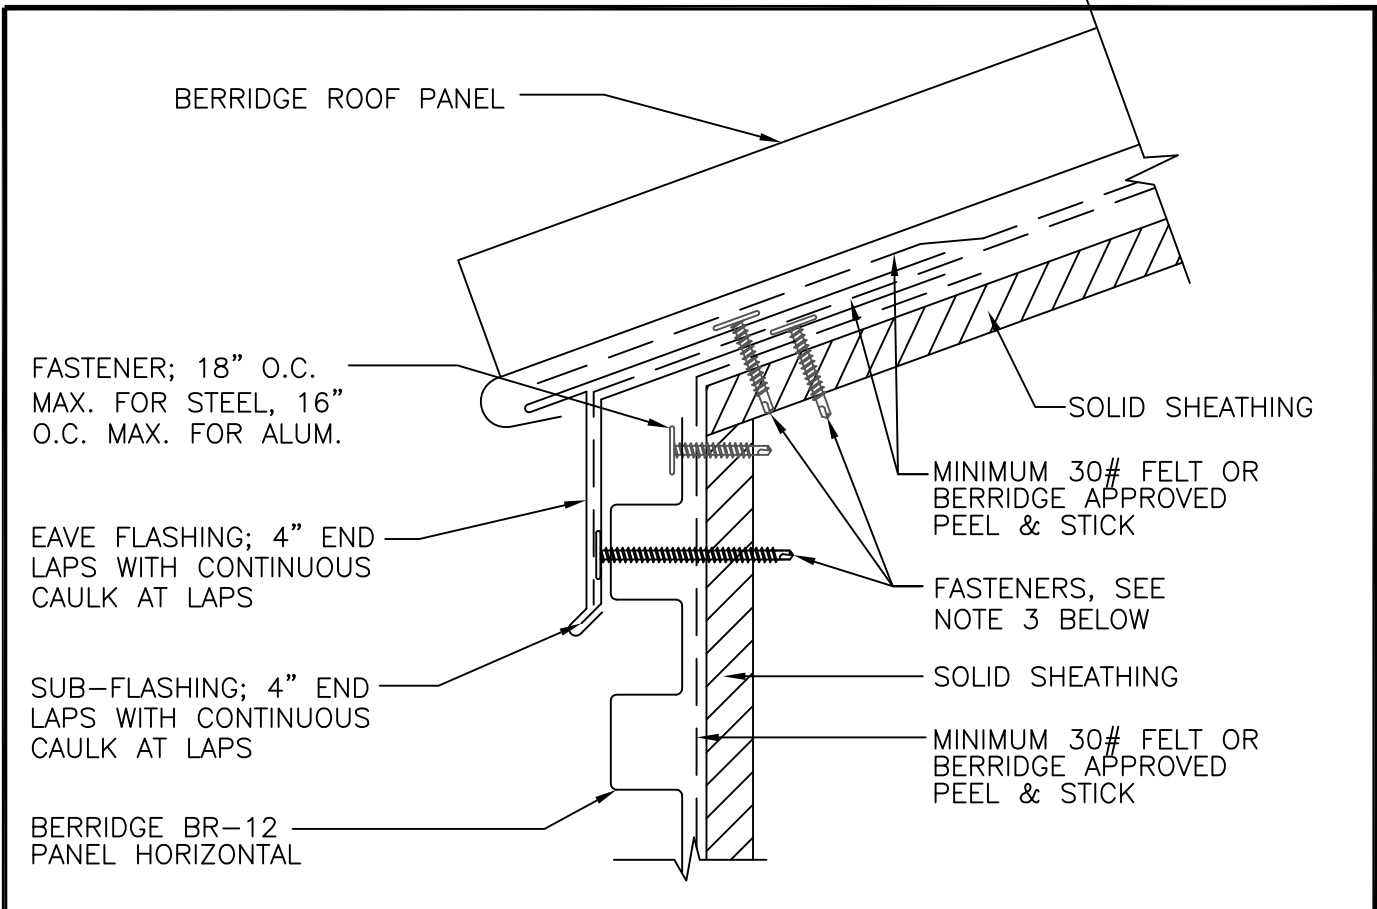 BERRIDGE ROOF PANEL
FASTENER; 18” O.C.
MAX. FOR STEEL, 16”
O.C. MAX. FOR ALUM.
EAVE FLASHING; 4” END
LAPS WITH CONTINUOUS
CAULK AT LAPS
SUB-FLASHING; 4” END
LAPS WITH CONTINUOUS
CAULK AT LAPS
BERRIDGE BR-12
PANEL HORIZONTAL
SOLID SHEATHING
MINIMUM 30# FELT OR
BERRIDGE APPROVED
PEEL & STICK
FASTENERS, SEE
NOTE 3 BELOW
SOLID SHEATHING
MINIMUM 30# FELT OR
BERRIDGE APPROVED
PEEL & STICK